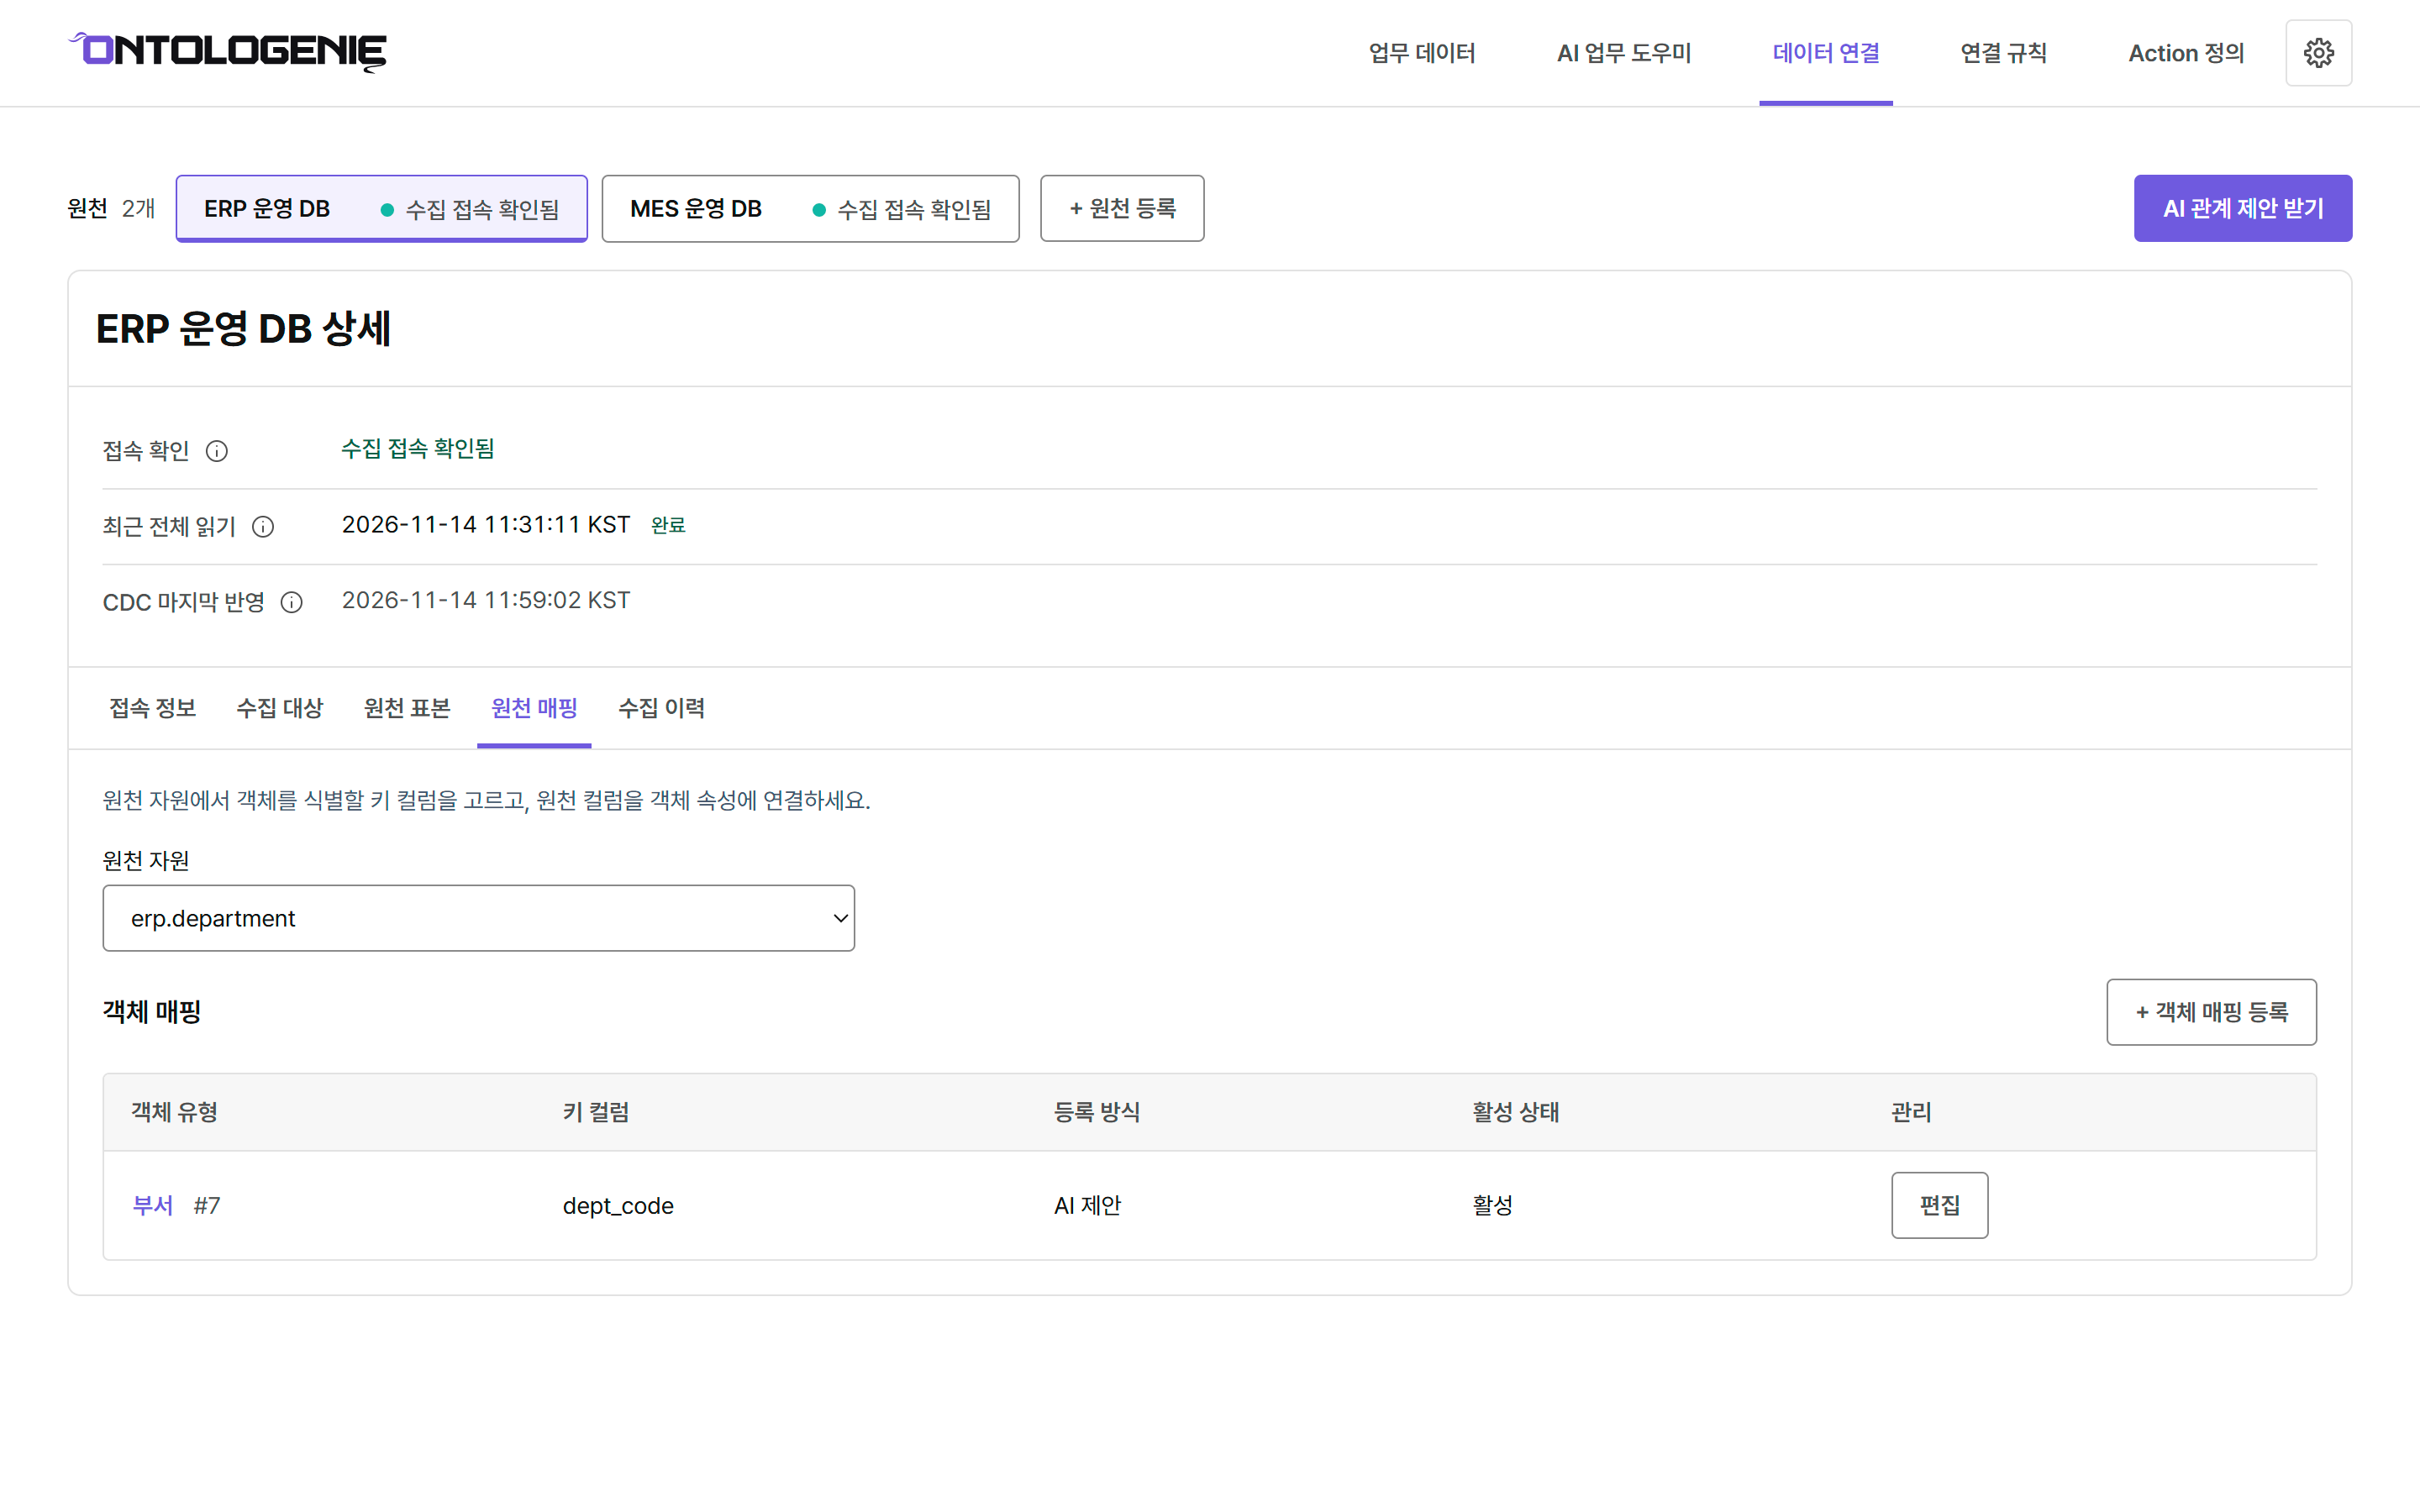 ONTOLOGENIE
업무 데이터
AI 업무 도우미
데이터 연결
연결 규칙
Action 정의
원천 2개
ERP 운영 DB 수집 접속 확인됨
MES 운영 DB 수집 접속 확인됨
+ 원천 등록
AI 관계 제안 받기
ERP 운영 DB 상세
접속 확인 수집 접속 확인됨
최근 전체 읽기 2026-11-14 11:31:11 KST 완료
CDC 마지막 반영 2026-11-14 11:59:02 KST
접속 정보 수집 대상 원천 표본 원천 매핑 수집 이력
원천 자원에서 객체를 식별할 키 컬럼을 고르고, 원천 컬럼을 객체 속성에 연결하세요.
원천 자원
erp.department
객체 매핑
+ 객체 매핑 등록
객체 유형 키 컬럼 등록 방식 활성 상태 관리
부서 #7 dept_code AI 제안 활성 편집